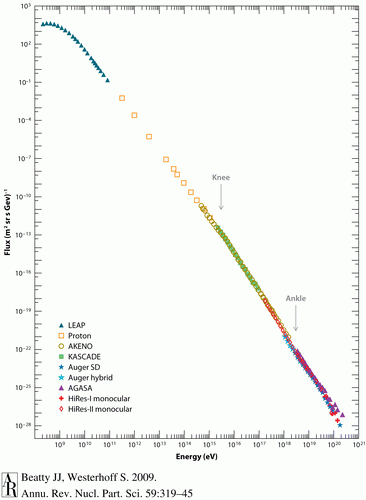 10⁵
10²
10⁻¹
10⁻⁴
10⁻⁷
10⁻¹⁰
10⁻¹³
10⁻¹⁶
10⁻¹⁹
10⁻²²
10⁻²⁵
10⁻²⁸
Flux (m² sr s GeV)⁻¹
Knee
Ankle
LEAP
Proton
AKENO
KASCADE
Auger SD
Auger hybrid
AGASA
HiRes-I monocular
HiRes-II monocular
10⁹ 10¹⁰ 10¹¹ 10¹² 10¹³ 10¹⁴ 10¹⁵ 10¹⁶ 10¹⁷ 10¹⁸ 10¹⁹ 10²⁰ 10²¹
Energy (eV)
AR
Beatty JJ, Westerhoff S. 2009.
Annu. Rev. Nucl. Part. Sci. 59:319–45